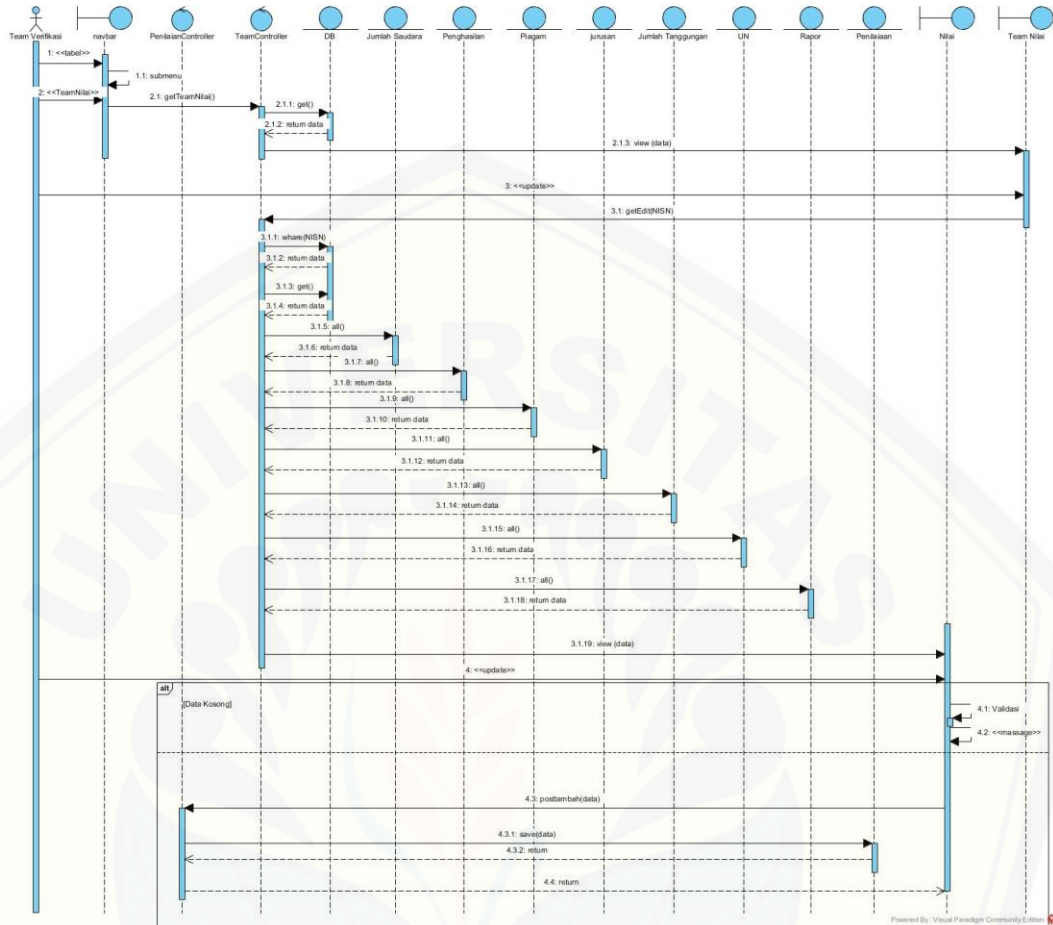 Team Verifikasi
navbar
PenilaianController
TeamController
DB
Jumlah Saudara
Penghasilan
Piagam
jurusan
Jumlah Tanggungan
UN
Rapor
Penilaiaan
Nilai
Team Nilai
1: <<tabel>>
1.1: submenu
2: <<TeamNilai>>
2.1: getTeamNilai()
2.1.1: get()
2.1.2: return data
2.1.3: view (data)
3: <<update>>
3.1: getEdit(NISN)
3.1.1: whare(NISN)
3.1.2: return data
3.1.3: get()
3.1.4: return data
3.1.5: all()
3.1.6: return data
3.1.7: all()
3.1.8: return data
3.1.9: all()
3.1.10: return data
3.1.11: all()
3.1.12: return data
3.1.13: all()
3.1.14: return data
3.1.15: all()
3.1.16: return data
3.1.17: all()
3.1.18: return data
3.1.19: view (data)
4: <<update>>
alt
[Data Kosong]
4.1: Validasi
4.2: <<massage>>
4.3: posttambah(data)
4.3.1: save(data)
4.3.2: return
4.4: return
UNIVERSITAS
Powered By Visual Paradigm Community Edition